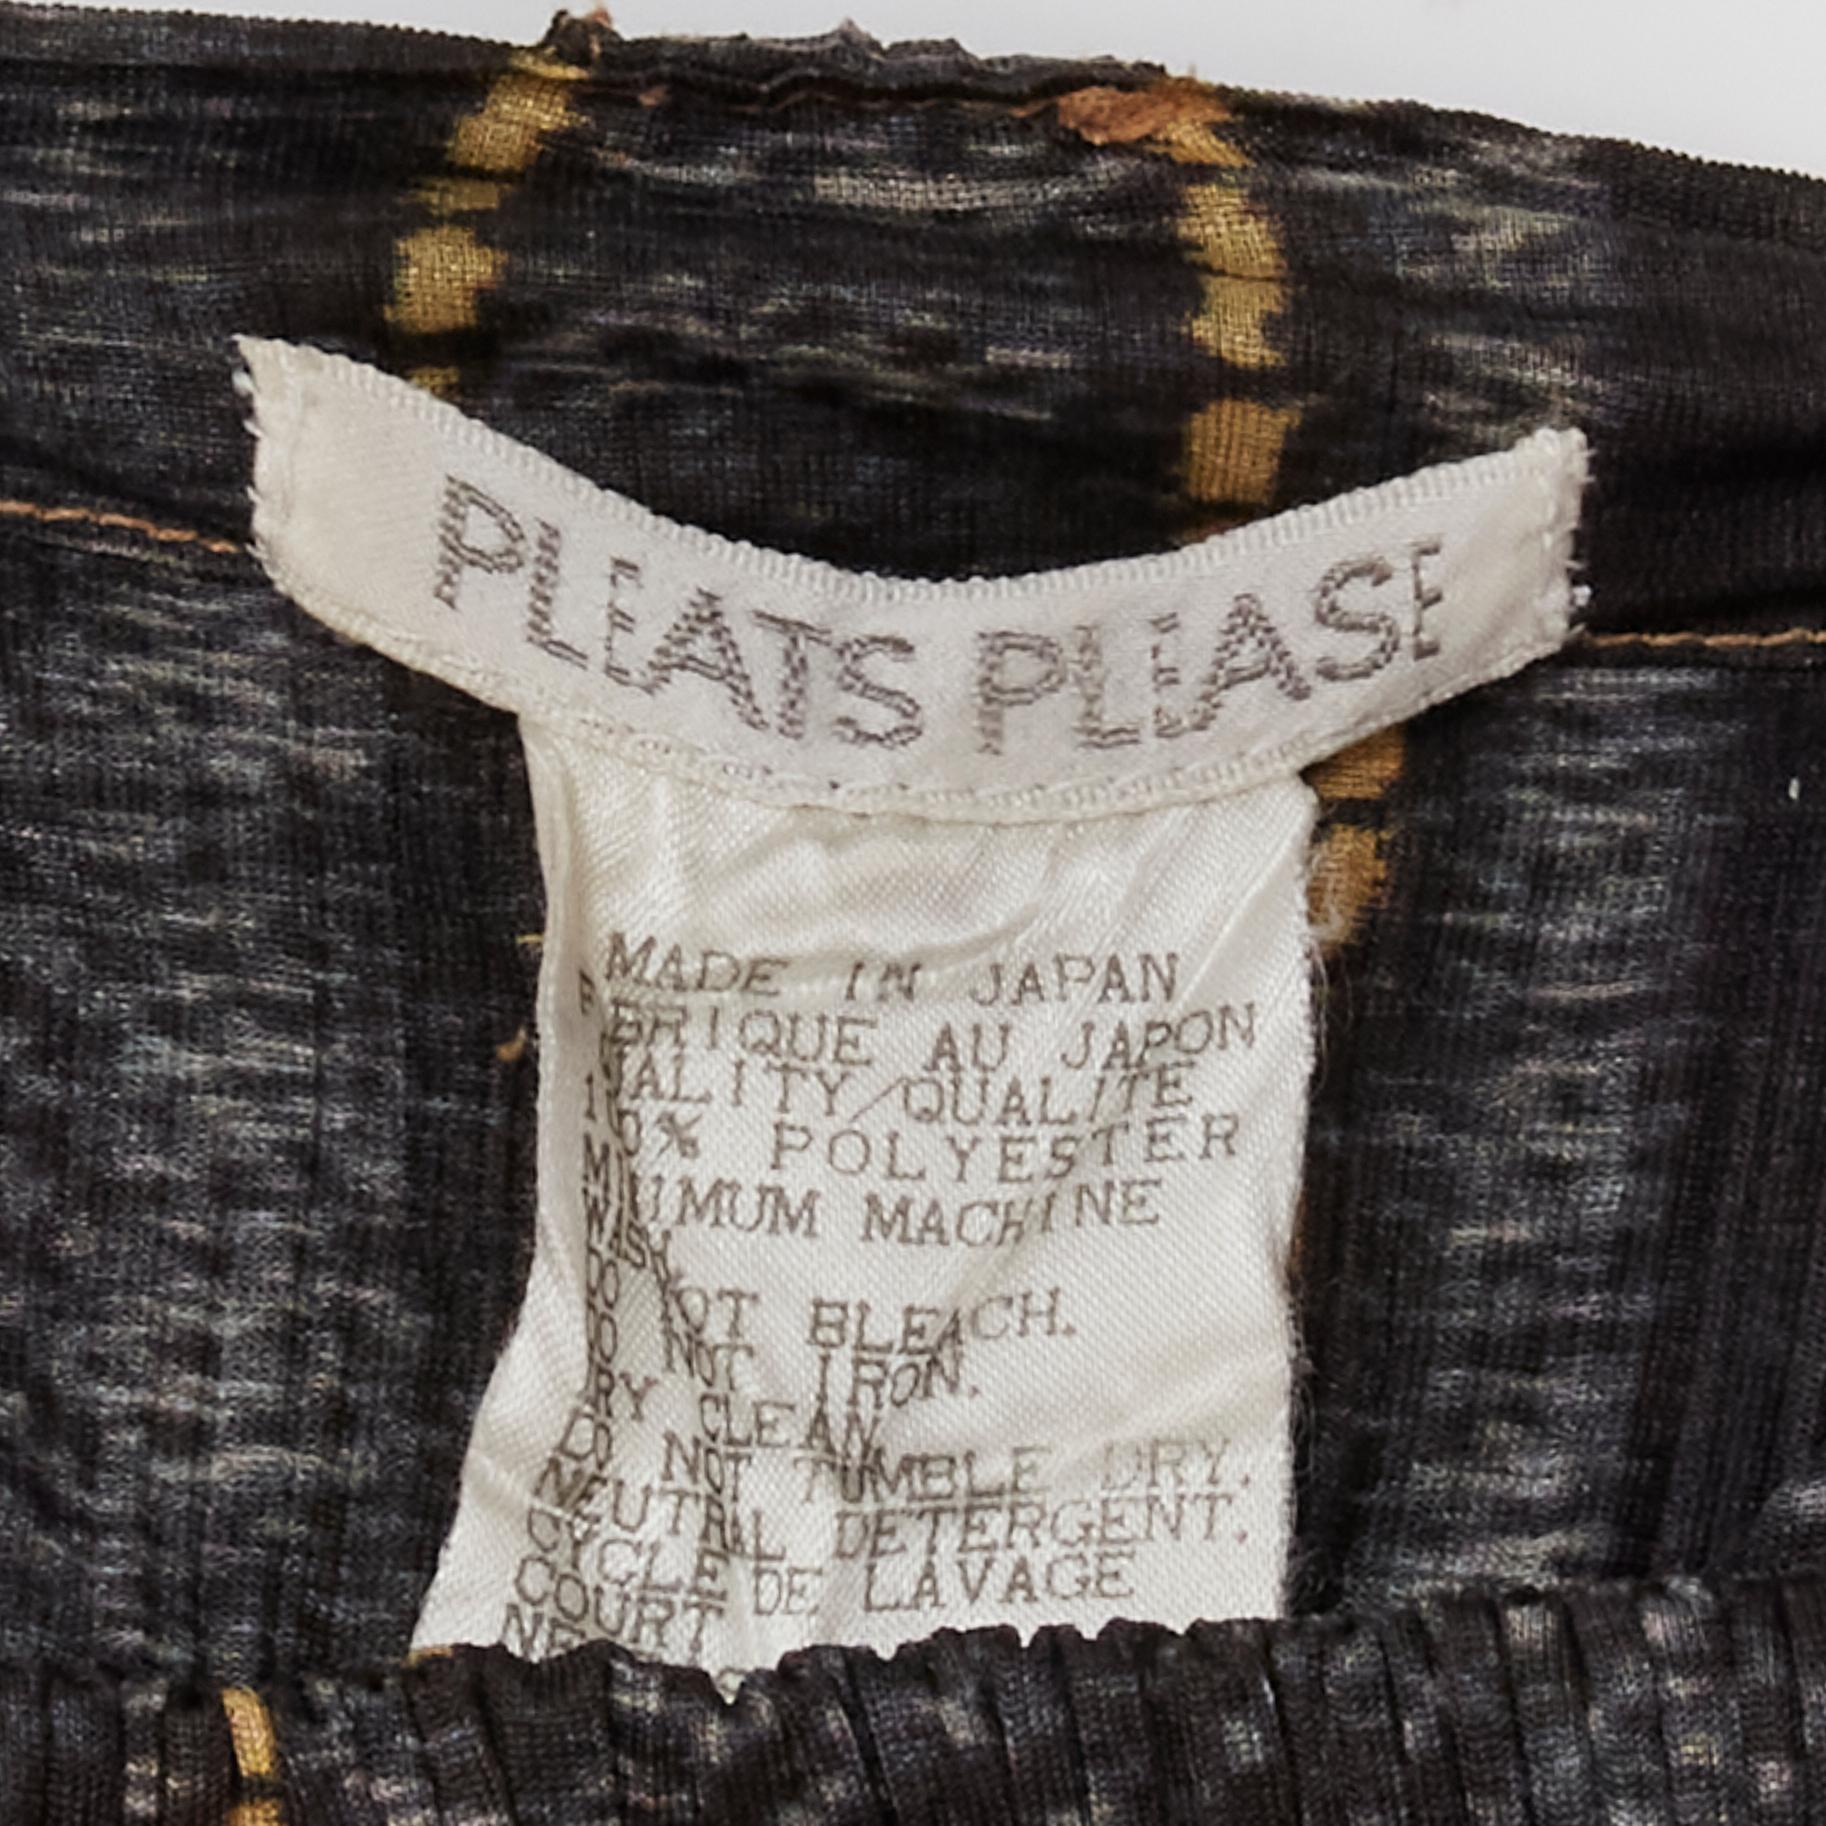 PLEATS PLEASE
MADE IN JAPAN
FABRIQUE AU JAPON
QUALITY/QUALITE
100% POLYESTER
MINIMUM MACHINE
WASH
DO NOT BLEACH.
DO NOT IRON.
DRY CLEAN
DO NOT TUMBLE DRY.
NEUTRAL DETERGENT.
CYCLE DE LAVAGE
COURT